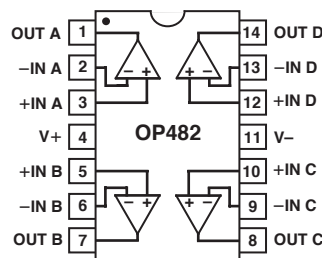 OUT A 1 14 OUT D
−IN A 2 − + + − 13 −IN D
+IN A 3 12 +IN D
V+ 4 OP482 11 V−
+IN B 5 10 +IN C
−IN B 6 − + + − 9 −IN C
OUT B 7 8 OUT C